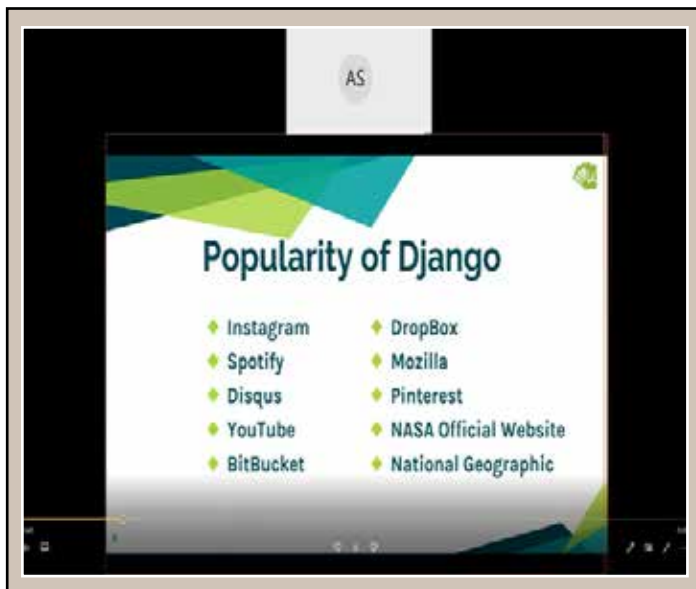 AS
Popularity of Django
Instagram
Spotify
Disqus
YouTube
BitBucket
DropBox
Mozilla
Pinterest
NASA Official Website
National Geographic